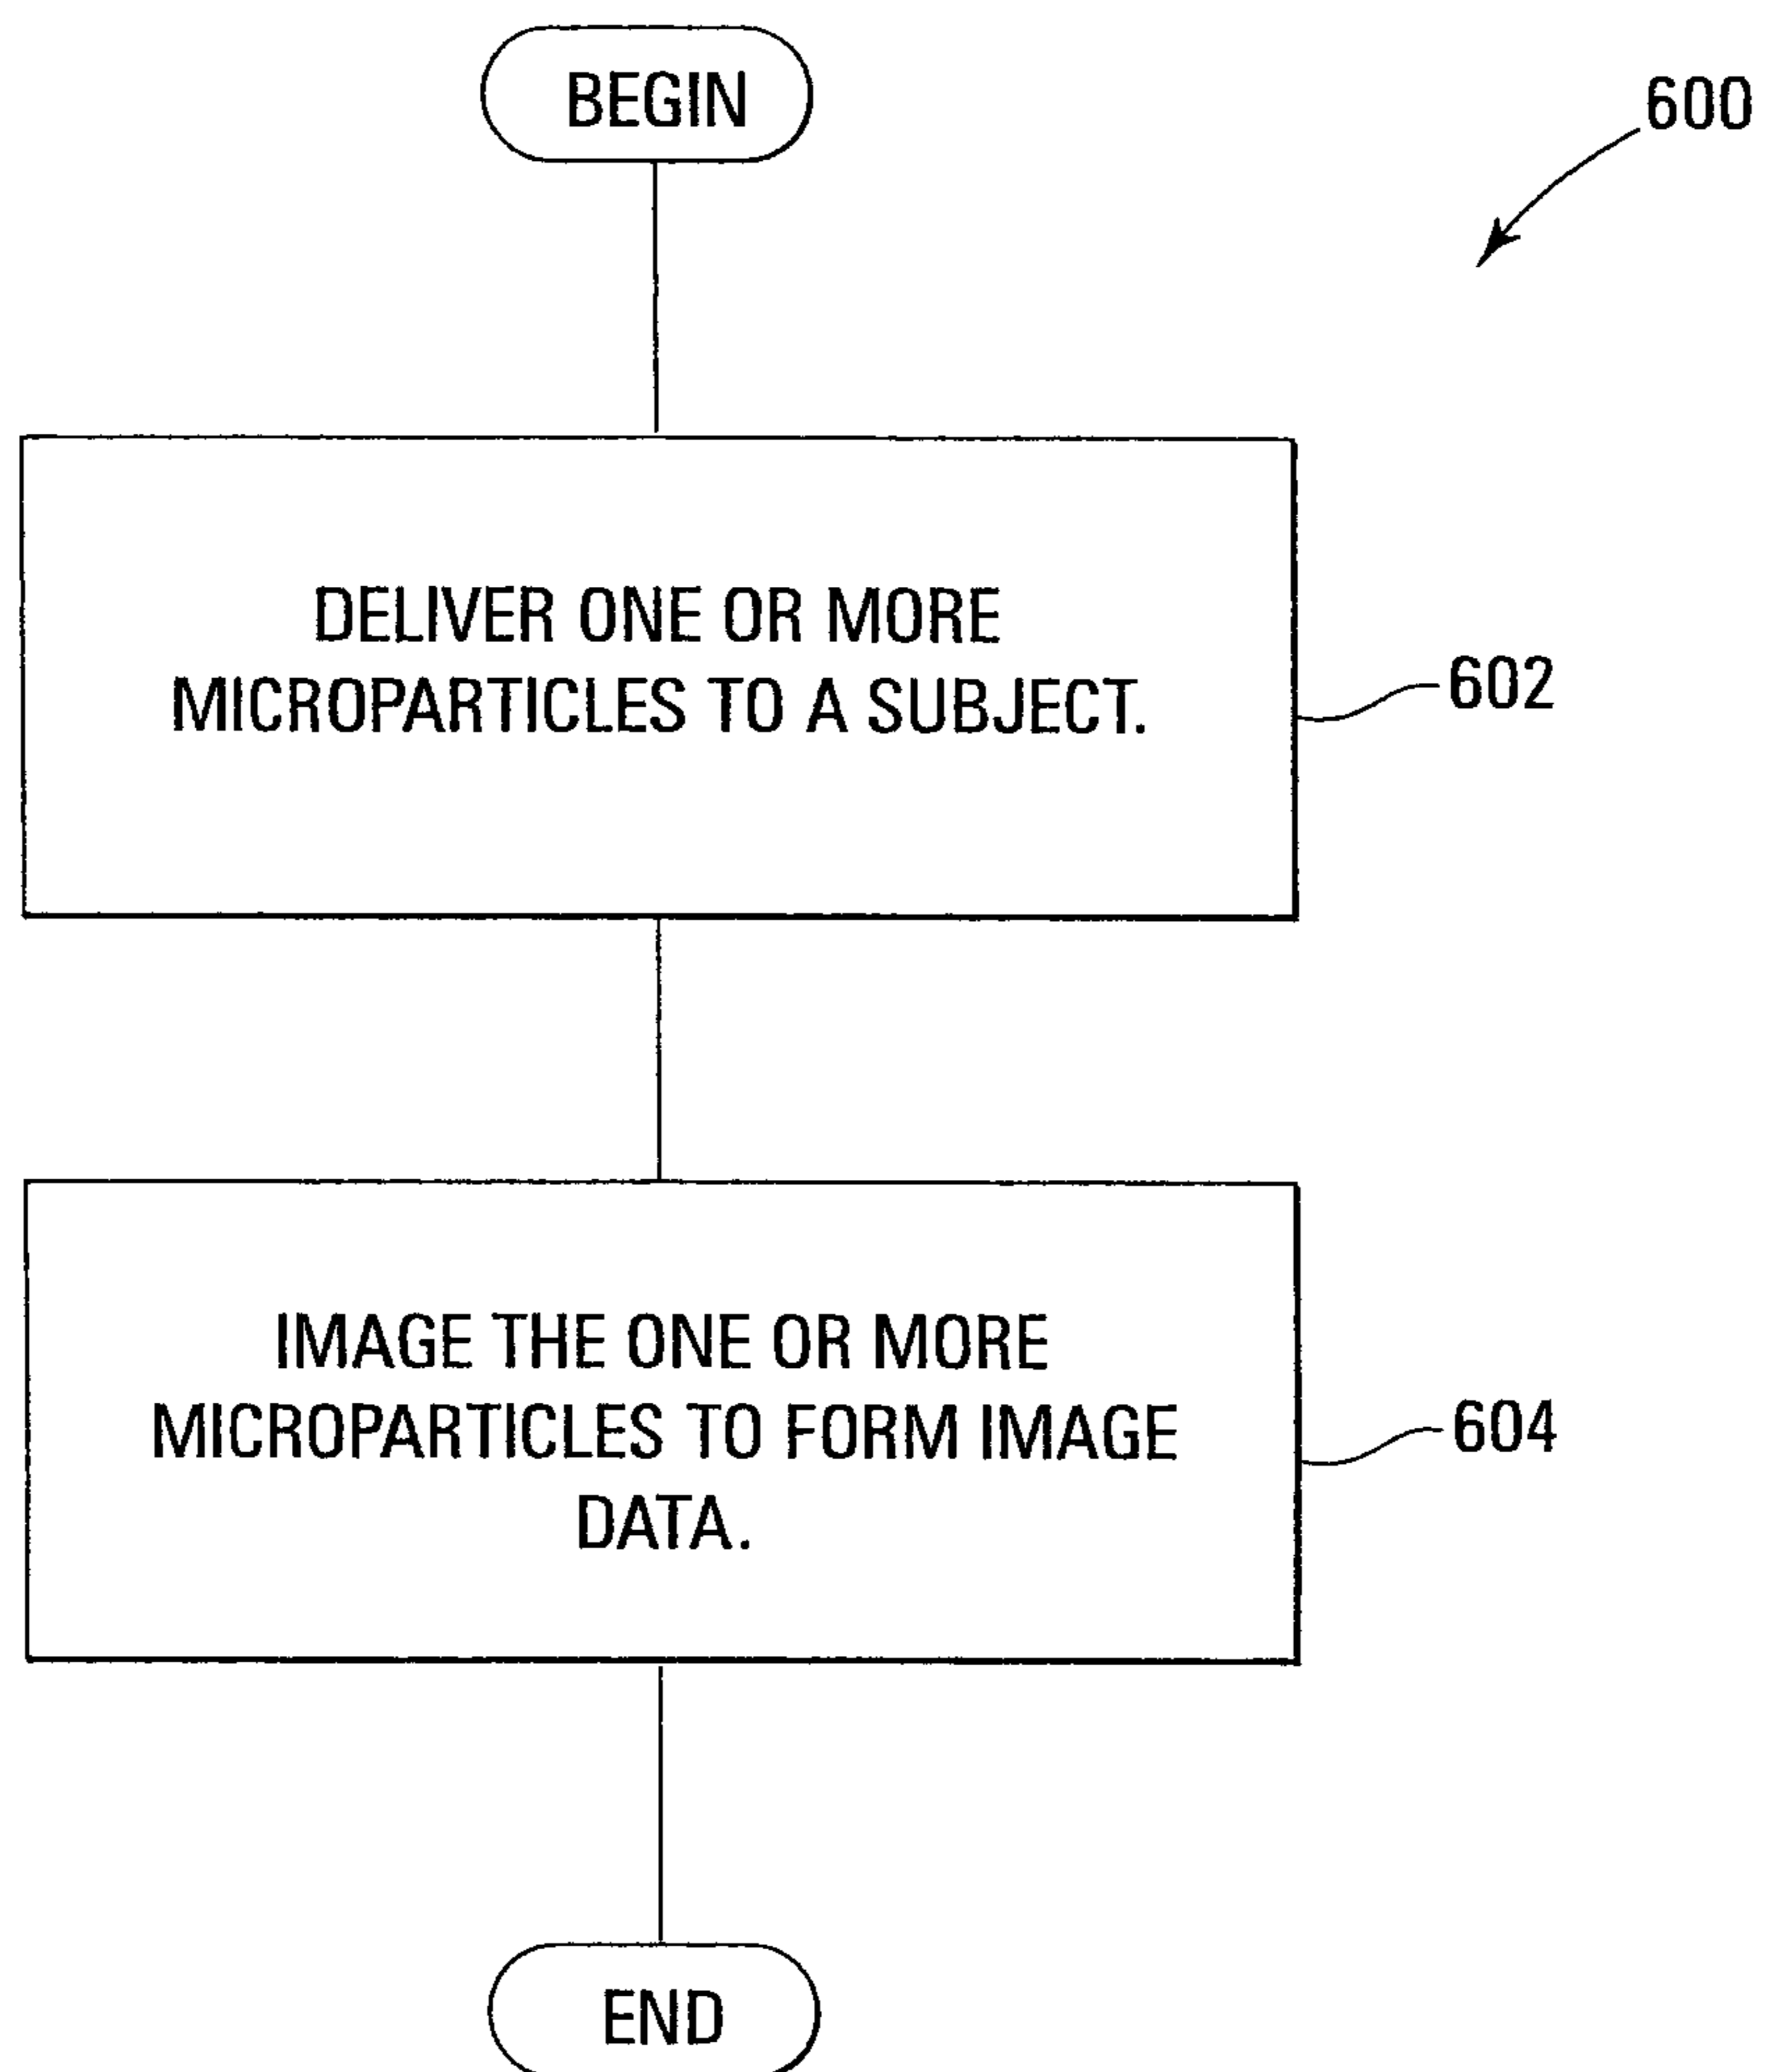 BEGIN
600
DELIVER ONE OR MORE
MICROPARTICLES TO A SUBJECT.
602
IMAGE THE ONE OR MORE
MICROPARTICLES TO FORM IMAGE
DATA.
604
END